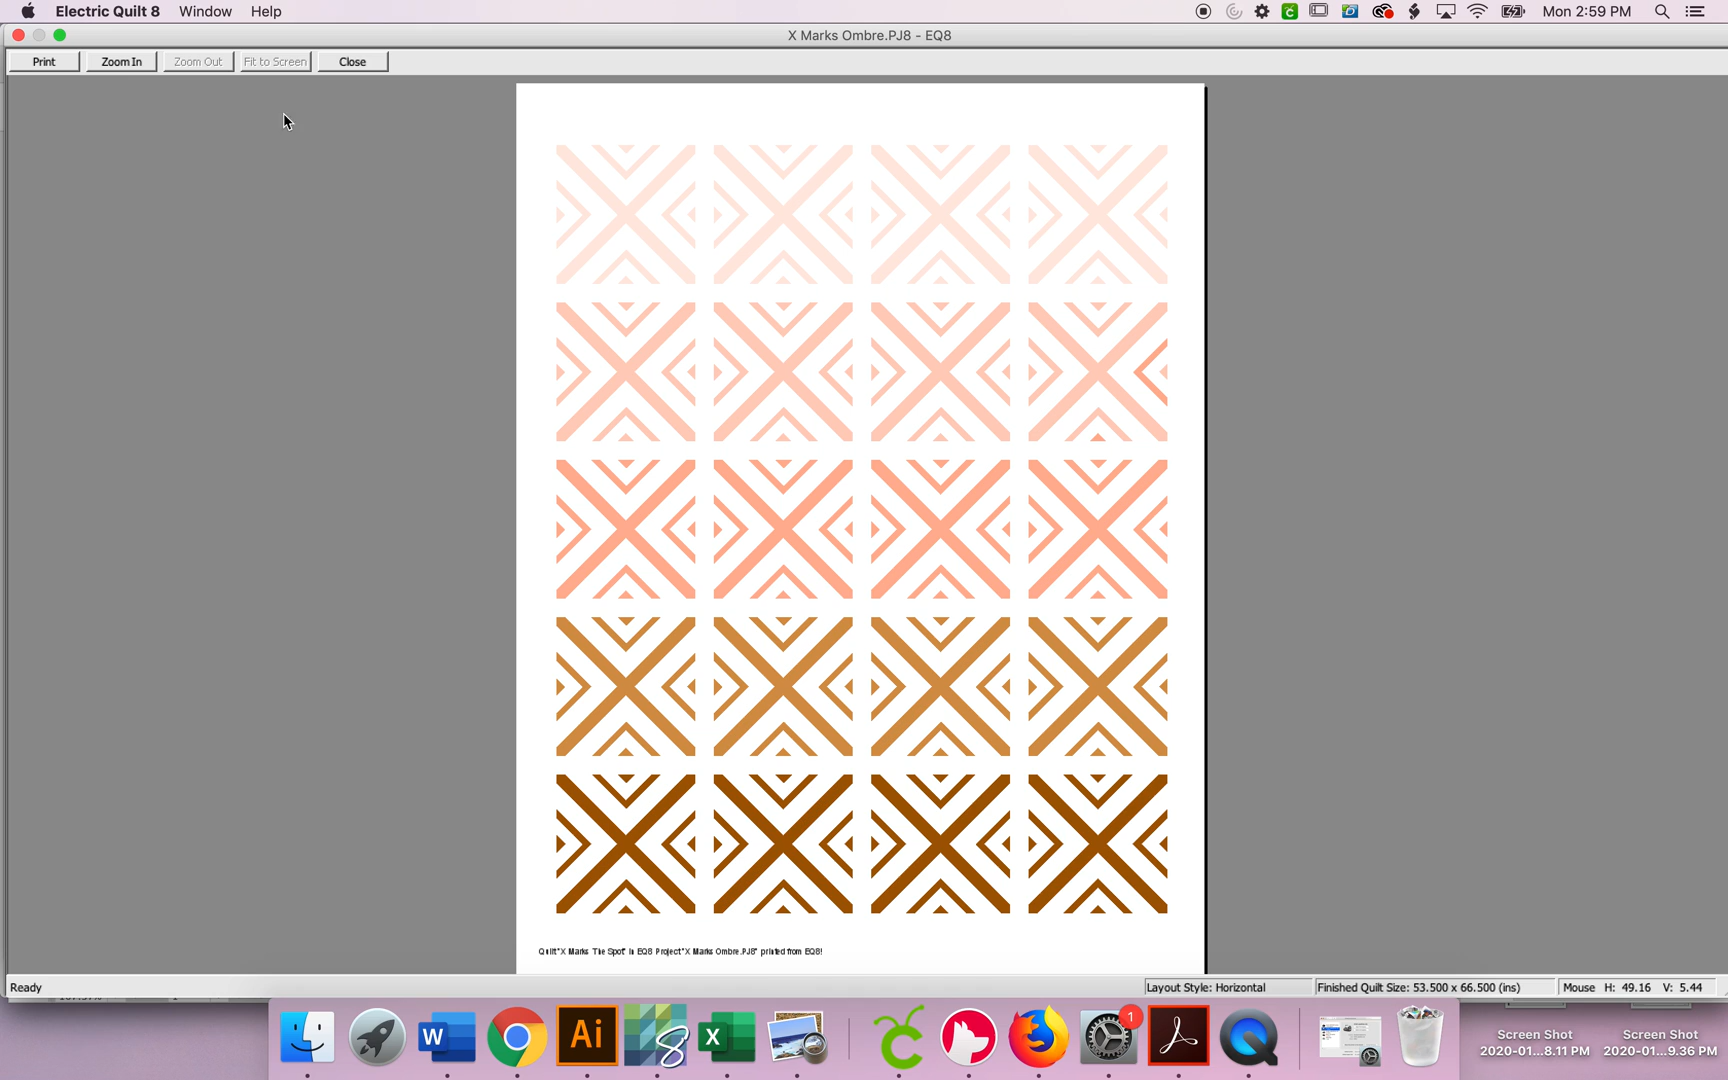 Electric Quilt 8 Window Help Mon 2:59 PM
X Marks Ombre.PJ8 - EQ8
Print Zoom In Zoom Out Fit to Screen Close
Quilt"X Marks The Spot" in EQ8 Project"X Marks Ombre.PJ8" printed from EQ8!
Ready Layout Style: Horizontal Finished Quilt Size: 53.500 x 66.500 (ins) Mouse H: 49.16 V: 5.44
W Ai 8 X 1
Screen Shot Screen Shot
2020-01...8.11 PM 2020-01...9.36 PM